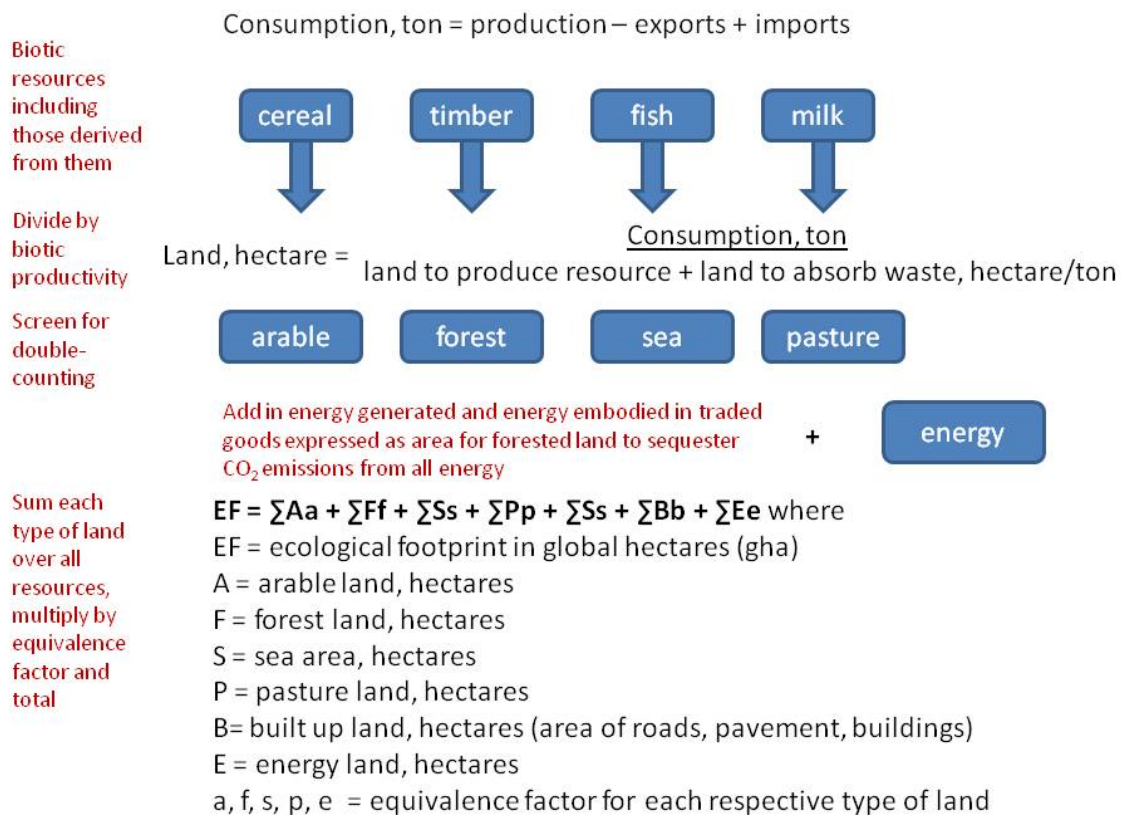 Consumption, ton = production – exports + imports
Biotic
resources
including
those derived
from them
cereal
timber
fish
milk
Divide by
biotic
productivity
Land, hectare =
Consumption, ton
land to produce resource + land to absorb waste, hectare/ton
Screen for
double-
counting
arable
forest
sea
pasture
Add in energy generated and energy embodied in traded
goods expressed as area for forested land to sequester
CO₂ emissions from all energy
+
energy
Sum each
type of land
over all
resources,
multiply by
equivalence
factor and
total
EF = ∑Aa + ∑Ff + ∑Ss + ∑Pp + ∑Ss + ∑Bb + ∑Ee where
EF = ecological footprint in global hectares (gha)
A = arable land, hectares
F = forest land, hectares
S = sea area, hectares
P = pasture land, hectares
B= built up land, hectares (area of roads, pavement, buildings)
E = energy land, hectares
a, f, s, p, e = equivalence factor for each respective type of land